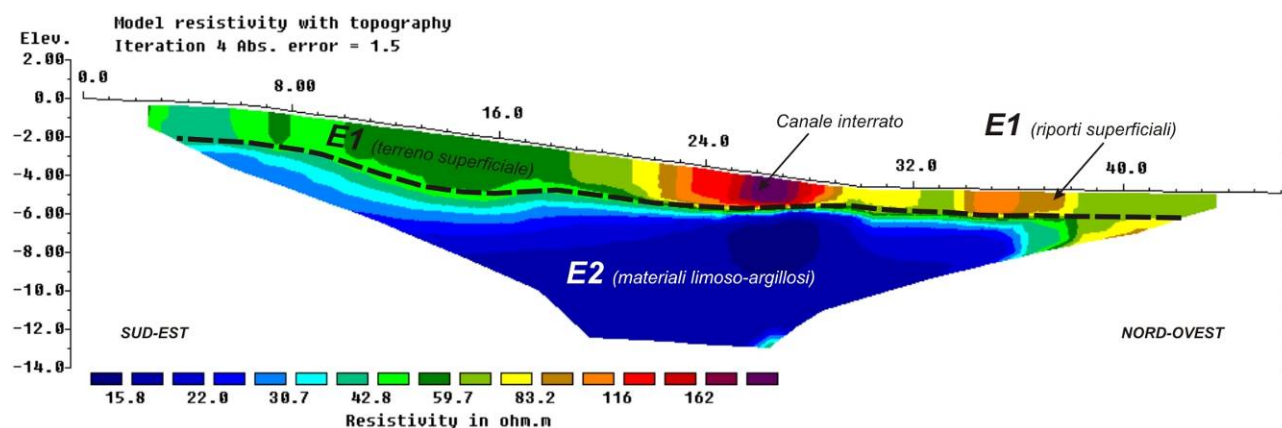 Model resistivity with topography
Iteration 4 Abs. error = 1.5
Elev.
2.00
0.0
-2.00
-4.00
-6.00
-8.00
-10.0
-12.0
-14.0
0.0
8.00
16.0
24.0
32.0
40.0
Canale interrato
E1 (riporti superficiali)
E1 (terreno superficiale)
E2 (materiali limoso-argillosi)
SUD-EST
NORD-OVEST
15.8 22.0 30.7 42.8 59.7 83.2 116 162
Resistivity in ohm.m